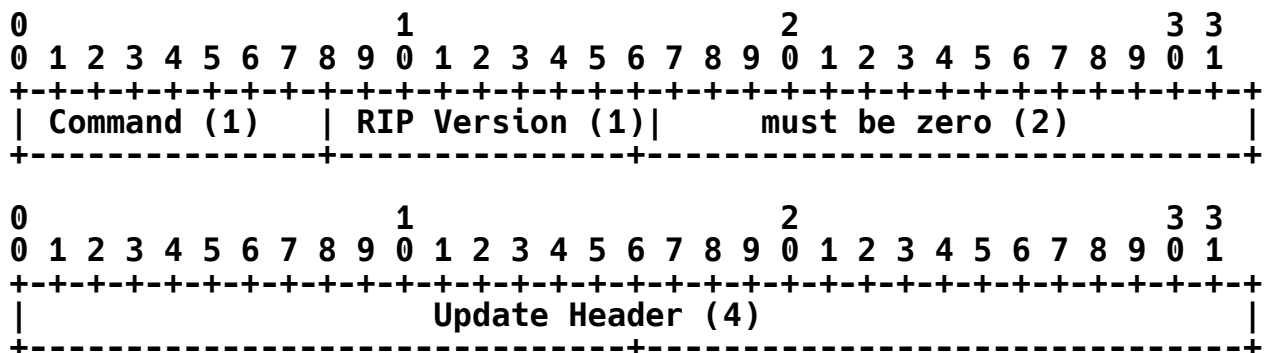 0                   1                   2                   3 3
0 1 2 3 4 5 6 7 8 9 0 1 2 3 4 5 6 7 8 9 0 1 2 3 4 5 6 7 8 9 0 1
+-+-+-+-+-+-+-+-+-+-+-+-+-+-+-+-+-+-+-+-+-+-+-+-+-+-+-+-+-+-+-+-+
| Command (1)   | RIP Version (1)|     must be zero (2)         |
+---------------+---------------+-------------------------------+
0                   1                   2                   3 3
0 1 2 3 4 5 6 7 8 9 0 1 2 3 4 5 6 7 8 9 0 1 2 3 4 5 6 7 8 9 0 1
+-+-+-+-+-+-+-+-+-+-+-+-+-+-+-+-+-+-+-+-+-+-+-+-+-+-+-+-+-+-+-+-+
|                     Update Header (4)                         |
+-------------------------------+-------------------------------+